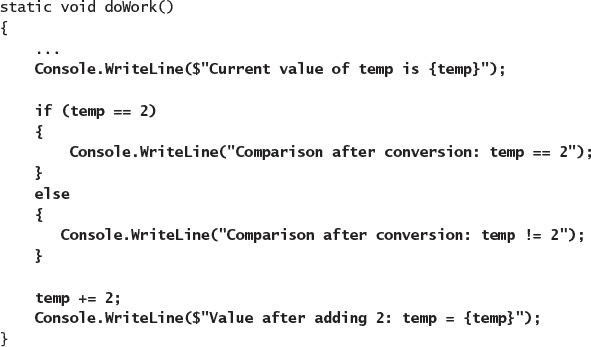 static void doWork()
{
    ...
    Console.WriteLine($"Current value of temp is {temp}");

    if (temp == 2)
    {
        Console.WriteLine("Comparison after conversion: temp == 2");
    }
    else
    {
       Console.WriteLine("Comparison after conversion: temp != 2");
    }

    temp += 2;
    Console.WriteLine($"Value after adding 2: temp = {temp}");
}